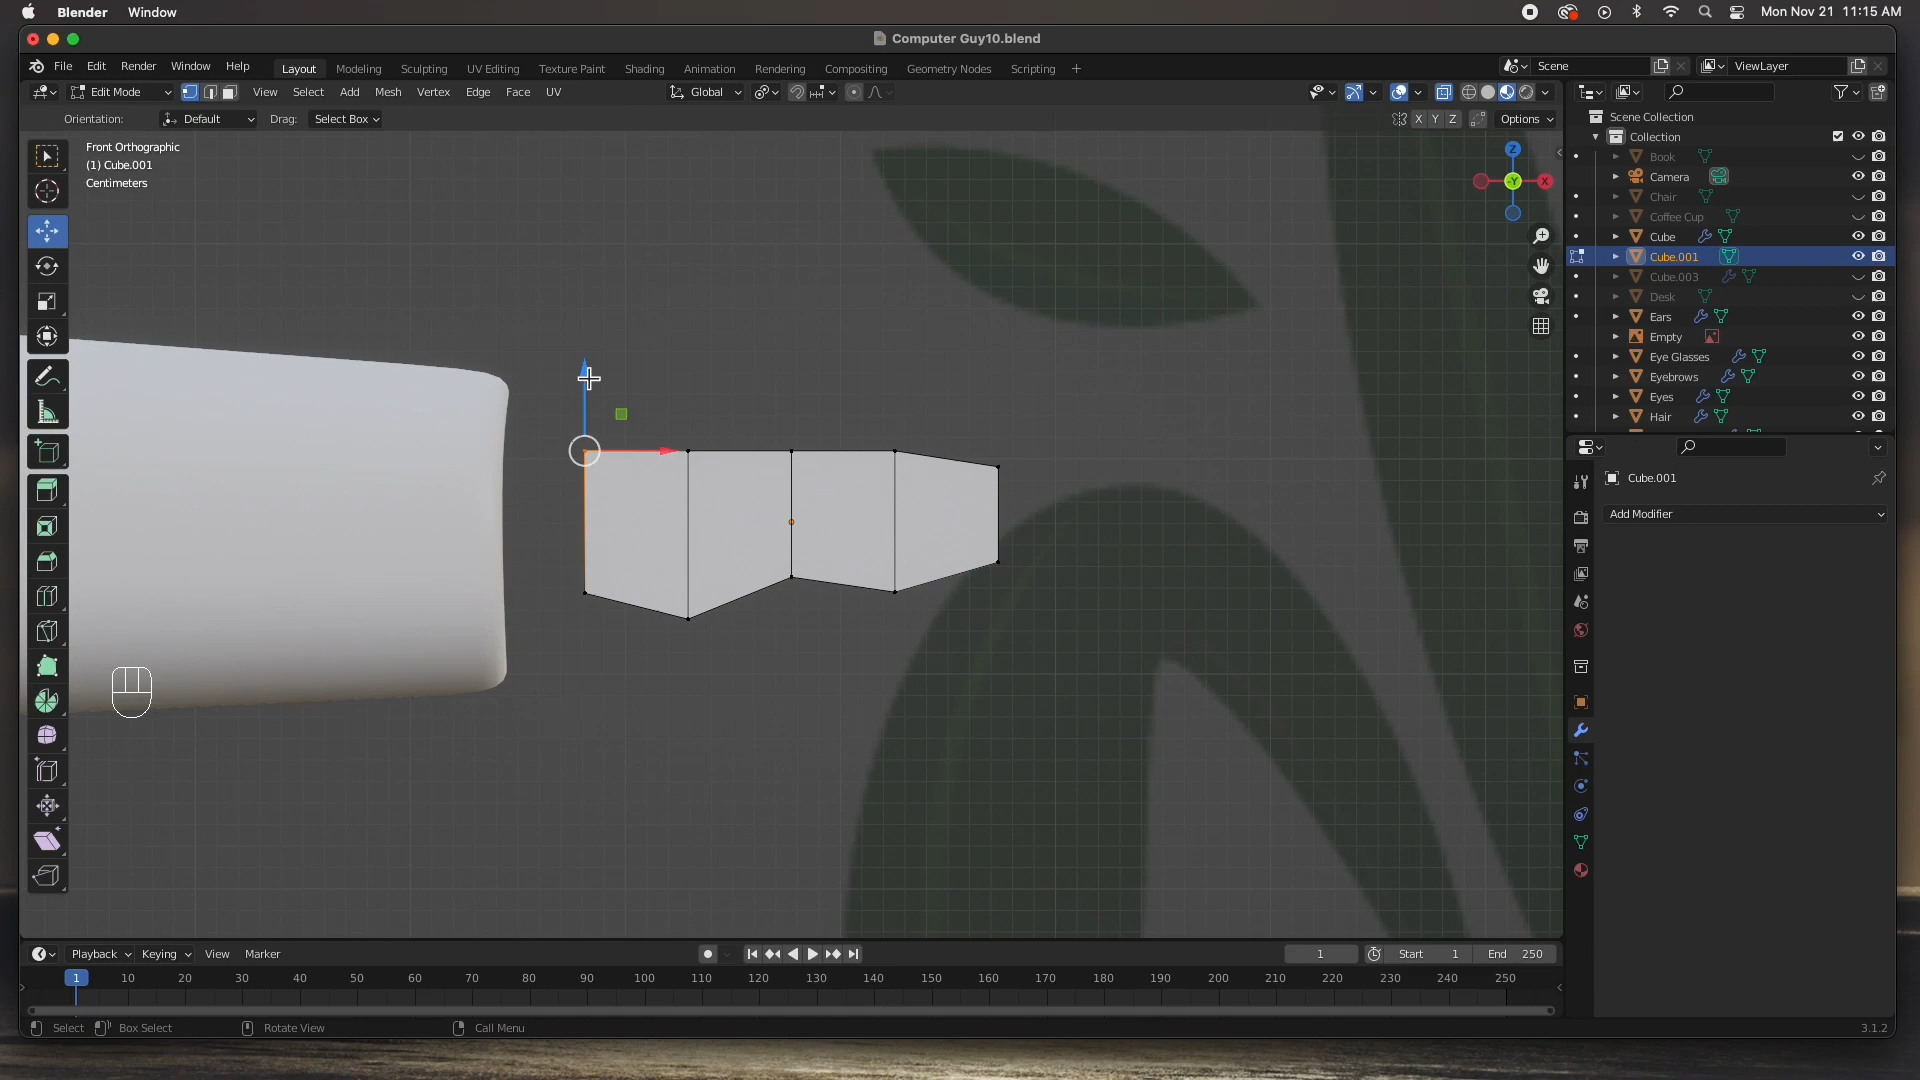 Blender Window Mon Nov 21 11:15 AM
Computer Guy10.blend
File Edit Render Window Help Layout Modeling Sculpting UV Editing Texture Paint Shading Animation Rendering Compositing Geometry Nodes Scripting + Scene ViewLayer
Edit Mode View Select Add Mesh Vertex Edge Face UV Global
Orientation: Default Drag: Select Box X Y Z Options
Front Orthographic
(1) Cube.001
Centimeters
Z
-Y
X
Scene Collection
Collection
Book
Camera
Chair
Coffee Cup
Cube
Cube.001
Cube.003
Desk
Ears
Empty
Eye Glasses
Eyebrows
Eyes
Hair
Cube.001
Add Modifier
Playback Keying View Marker 1 Start 1 End 250
1 10 20 30 40 50 60 70 80 90 100 110 120 130 140 150 160 170 180 190 200 210 220 230 240 250
Select Box Select Rotate View Call Menu 3.1.2